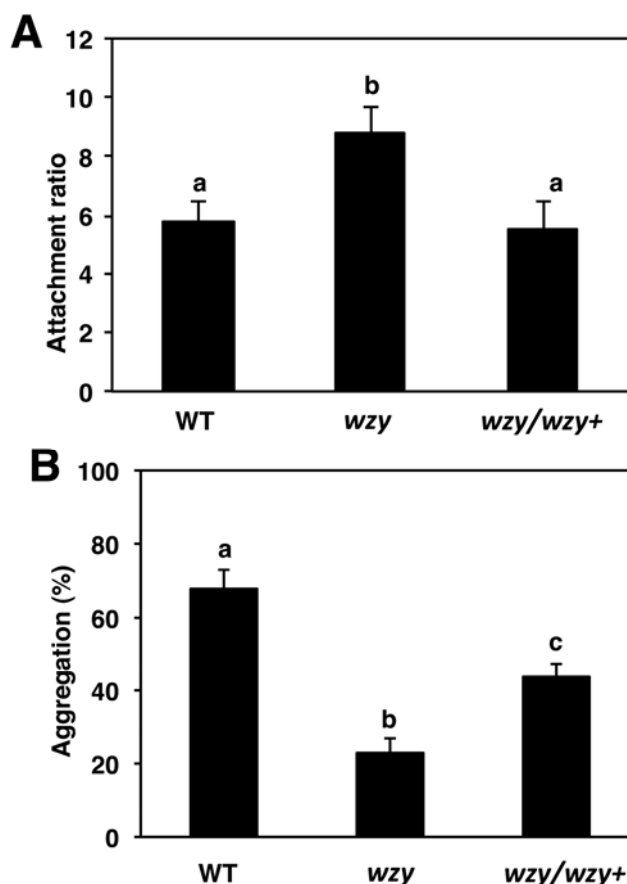 A
Attachment ratio
12
10
8
6
4
2
0
a
b
a
WT
wzy
wzy/wzy+
B
Aggregation (%)
100
80
60
40
20
0
a
b
c
WT
wzy
wzy/wzy+